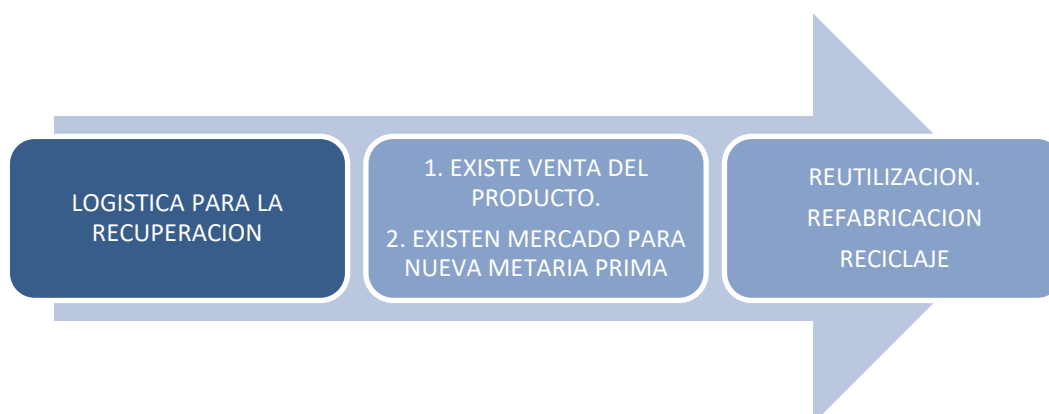 LOGISTICA PARA LA
RECUPERACION
1. EXISTE VENTA DEL
PRODUCTO.
2. EXISTEN MERCADO PARA
NUEVA METARIA PRIMA
REUTILIZACION.
REFABRICACION
RECICLAJE